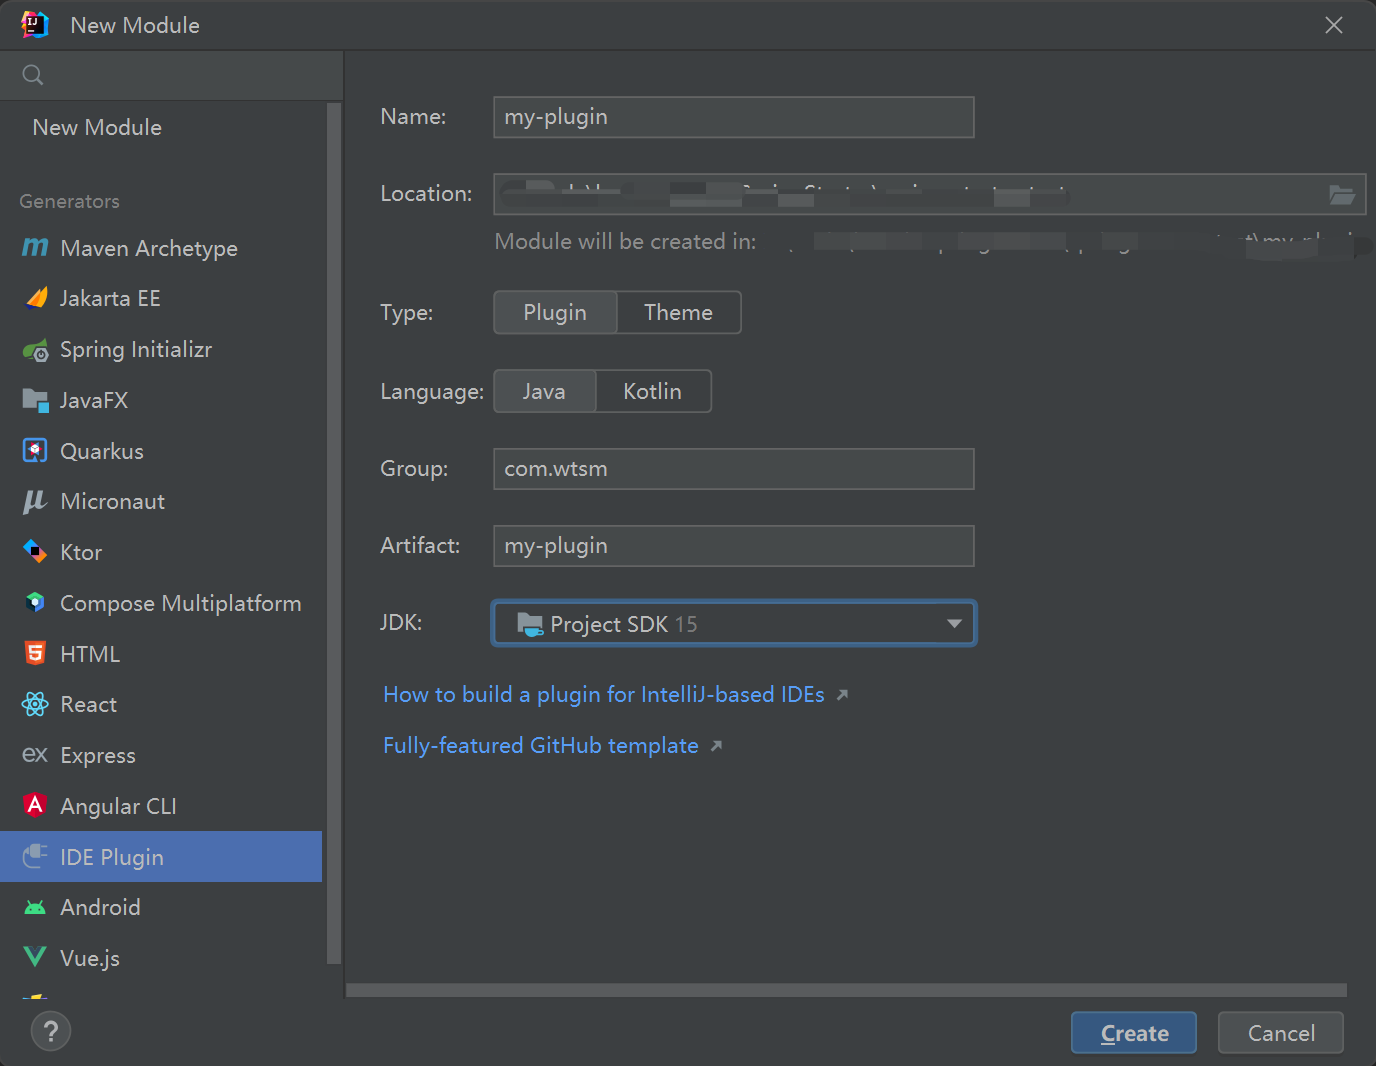 New Module
New Module
Generators
Maven Archetype
Jakarta EE
Spring Initializr
JavaFX
Quarkus
Micronaut
Ktor
Compose Multiplatform
HTML
React
ex Express
Angular CLI
IDE Plugin
Android
Vue.js
?
Name: my-plugin
Location:
Module will be created in:
Type: Plugin Theme
Language: Java Kotlin
Group: com.wtsm
Artifact: my-plugin
JDK: Project SDK 15
How to build a plugin for IntelliJ-based IDEs
Fully-featured GitHub template
Create Cancel